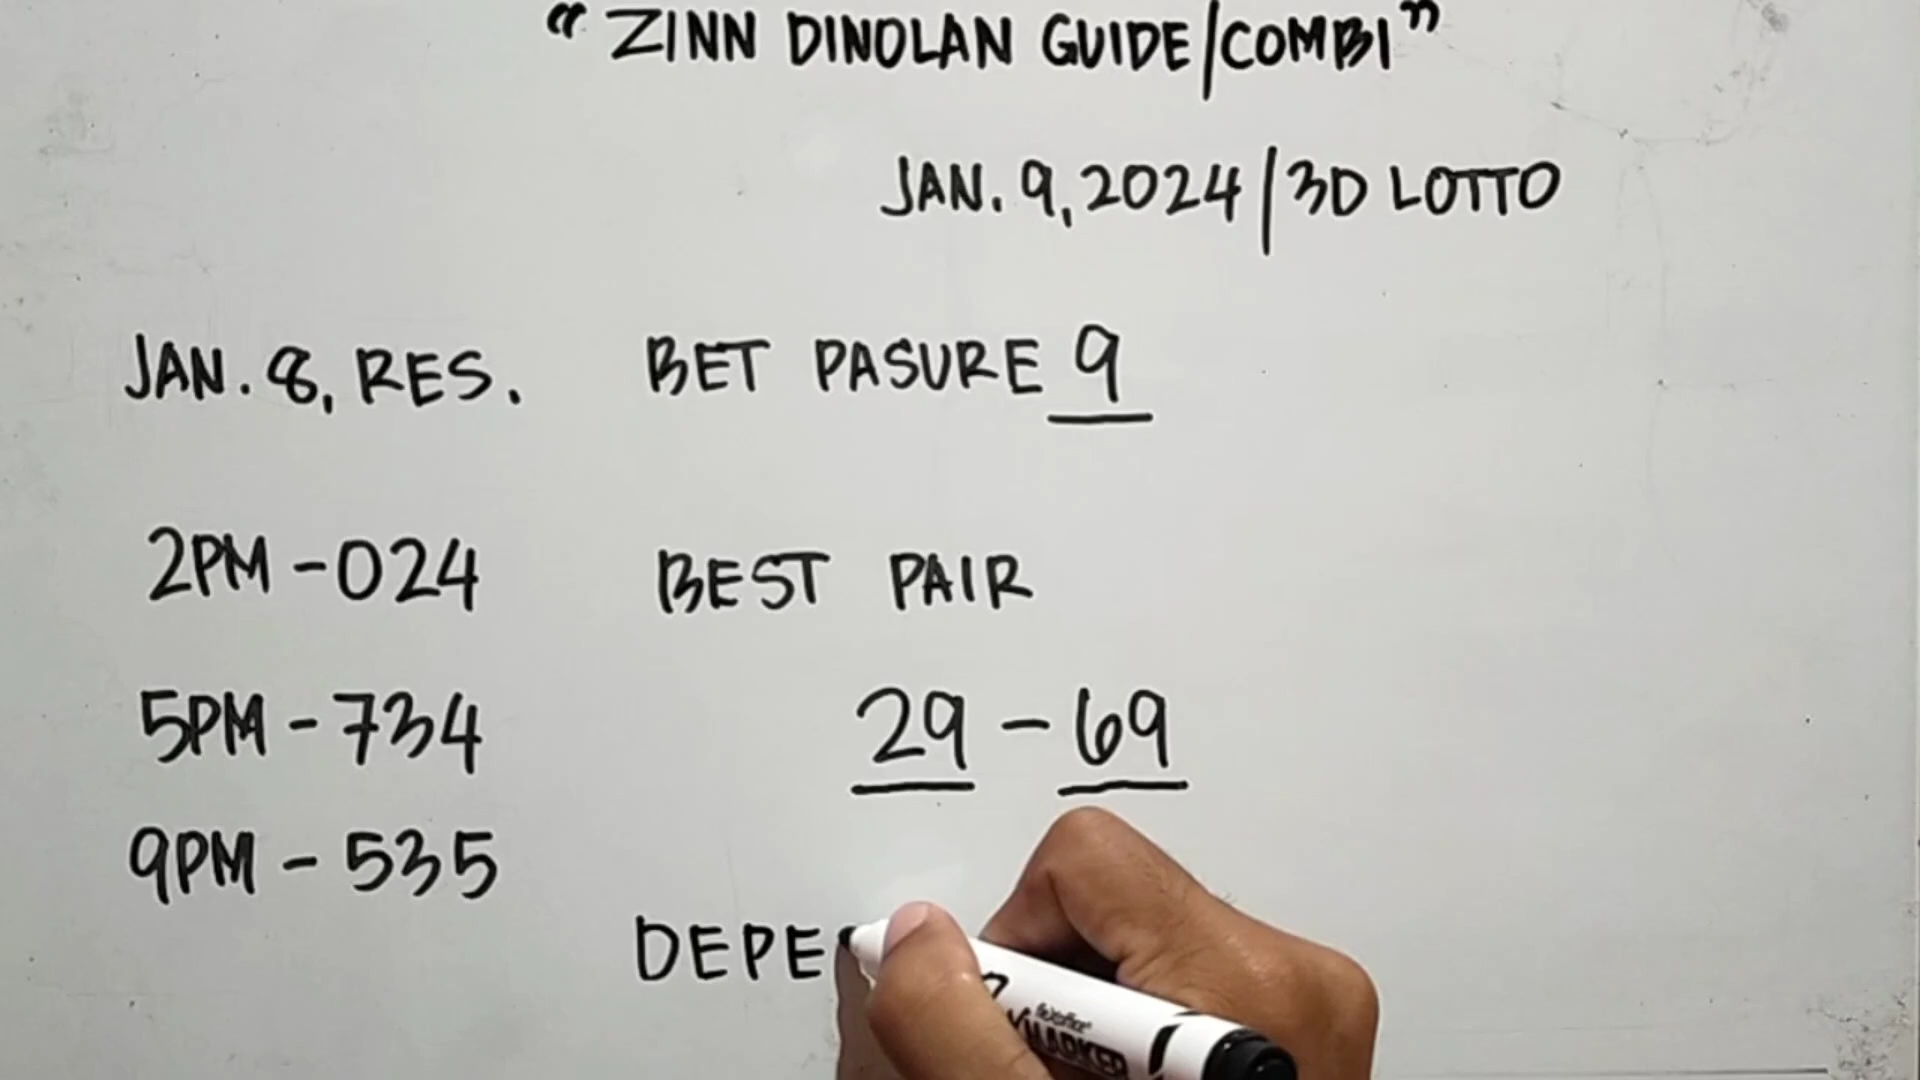 “ZINN DINOLAN GUIDE/COMBI”
JAN. 9, 2024 / 3D LOTTO
JAN. 8, RES.
2PM - 024
5PM - 734
9PM - 535
BET PASURE 9
BEST PAIR
29 - 69
DEPE
MARKER